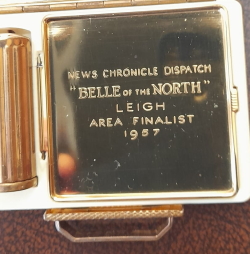 NEWS CHRONICLE DISPATCH
"BELLE OF THE NORTH"
LEIGH
AREA FINALIST
1957